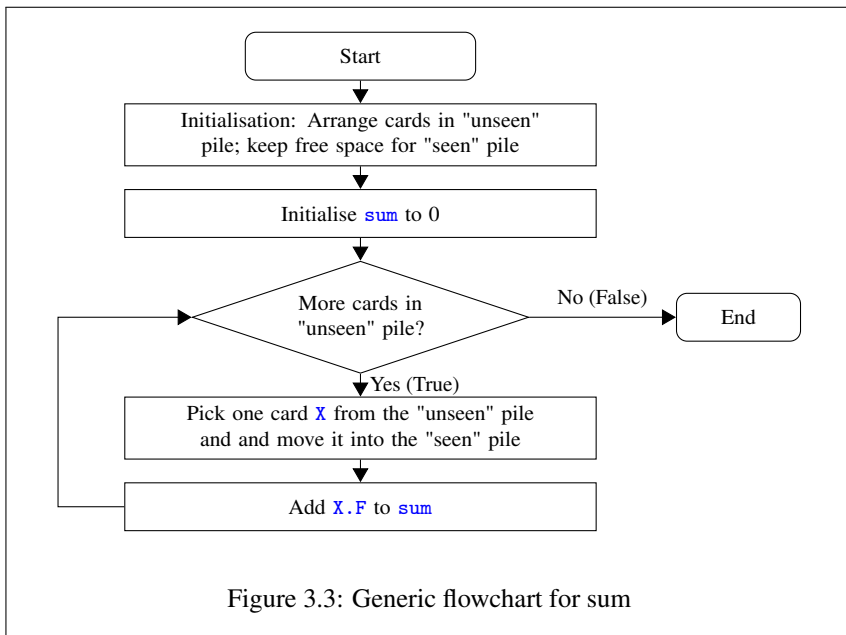 Start
Initialisation: Arrange cards in "unseen"
pile; keep free space for "seen" pile
Initialise sum to 0
More cards in
"unseen" pile?
No (False)
End
Yes (True)
Pick one card X from the "unseen" pile
and and move it into the "seen" pile
Add X.F to sum
Figure 3.3: Generic flowchart for sum